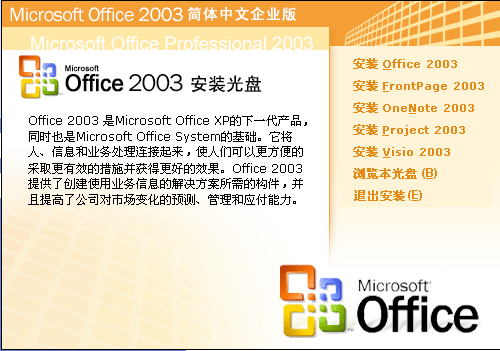 Microsoft Office 2003 简体中文企业版
Microsoft Office Professional 2003
Microsoft
Office 2003 安装光盘
Office 2003 是Microsoft Office XP的下一代产品，
同时也是Microsoft Office System的基础。它将
人、信息和业务处理连接起来，使人们可以更方便的
采取更有效的措施并获得更好的效果。Office 2003
提供了创建使用业务信息的解决方案所需的构件，并
且提高了公司对市场变化的预测、管理和应付能力。
安装 Office 2003
安装 FrontPage 2003
安装 OneNote 2003
安装 Project 2003
安装 Visio 2003
浏览本光盘 (B)
退出安装(E)
Microsoft
Office